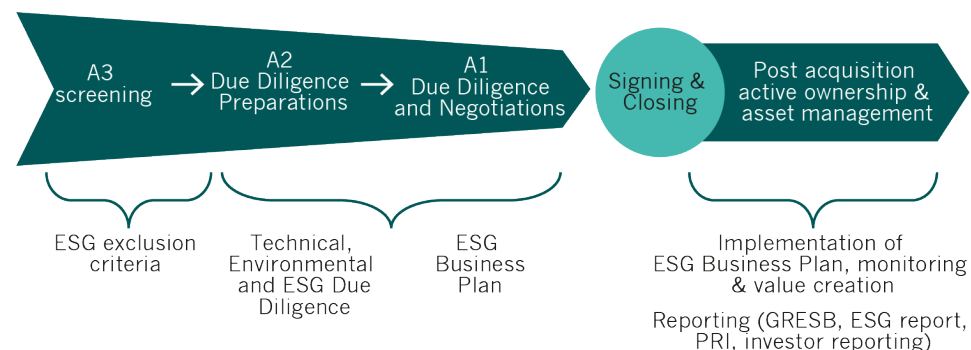 A3
screening
A2
Due Diligence
Preparations
A1
Due Diligence
and Negotiations
Signing &
Closing
Post acquisition
active ownership &
asset management
ESG exclusion
criteria
Technical,
Environmental
and ESG Due
Diligence
ESG
Business
Plan
Implementation of
ESG Business Plan, monitoring
& value creation
Reporting (GRESB, ESG report,
PRI, investor reporting)